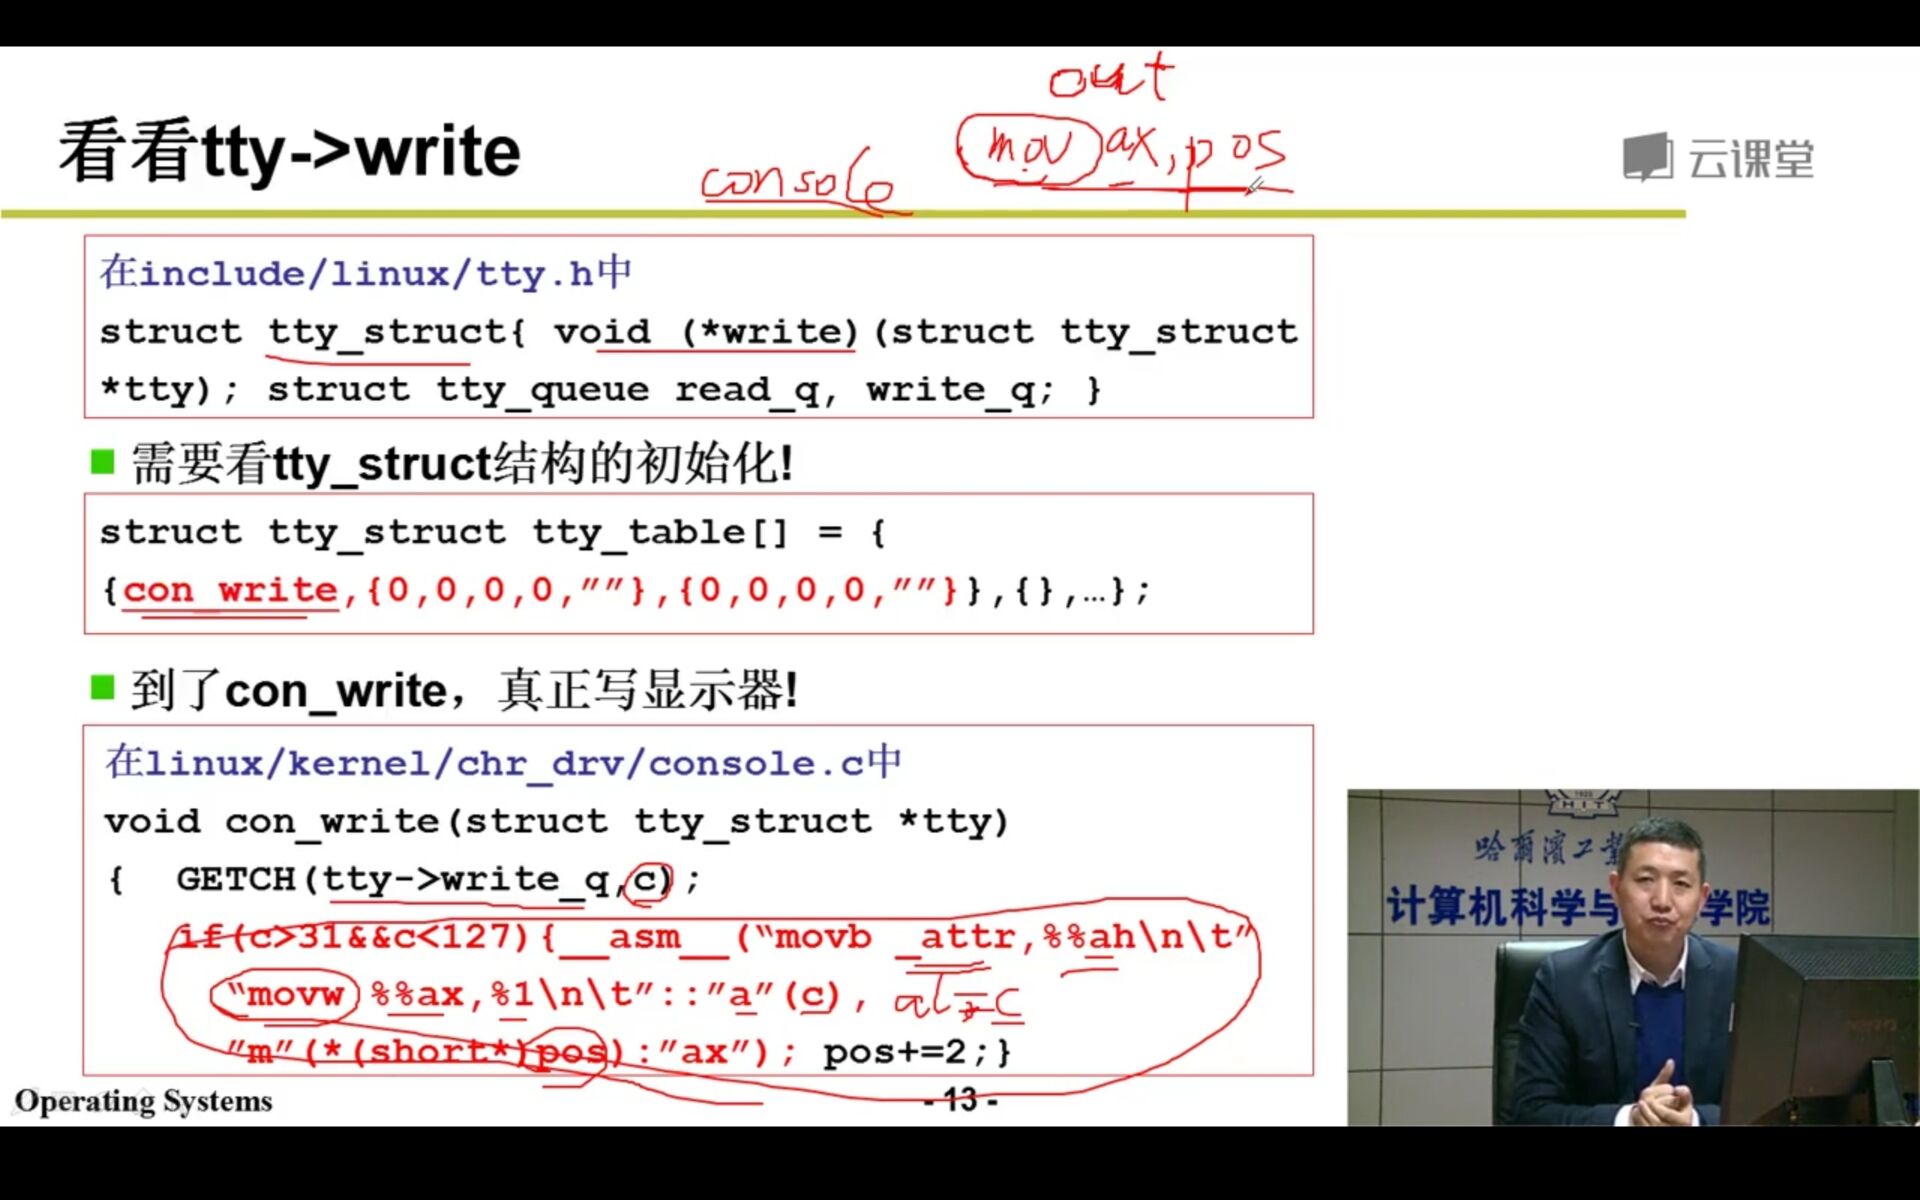 out
看看tty->write
console
mov ax,pos
云课堂
在include/linux/tty.h中
struct tty_struct{ void (*write)(struct tty_struct
*tty); struct tty_queue read_q, write_q; }
需要看tty_struct结构的初始化!
struct tty_struct tty_table[] = {
{con_write,{0,0,0,0,""},{0,0,0,0,""}},{},…};
到了con_write，真正写显示器!
在linux/kernel/chr_drv/console.c中
void con_write(struct tty_struct *tty)
{ GETCH(tty->write_q,c);
if(c>31&&c<127){__asm__("movb _attr,%%ah\n\t"
"movw %%ax,%1\n\t"::"a"(c), al=c
"m"(*(short*)pos):"ax"); pos+=2;}
Operating Systems
- 13 -
HIT
哈尔滨工业
计算机科学与 学院